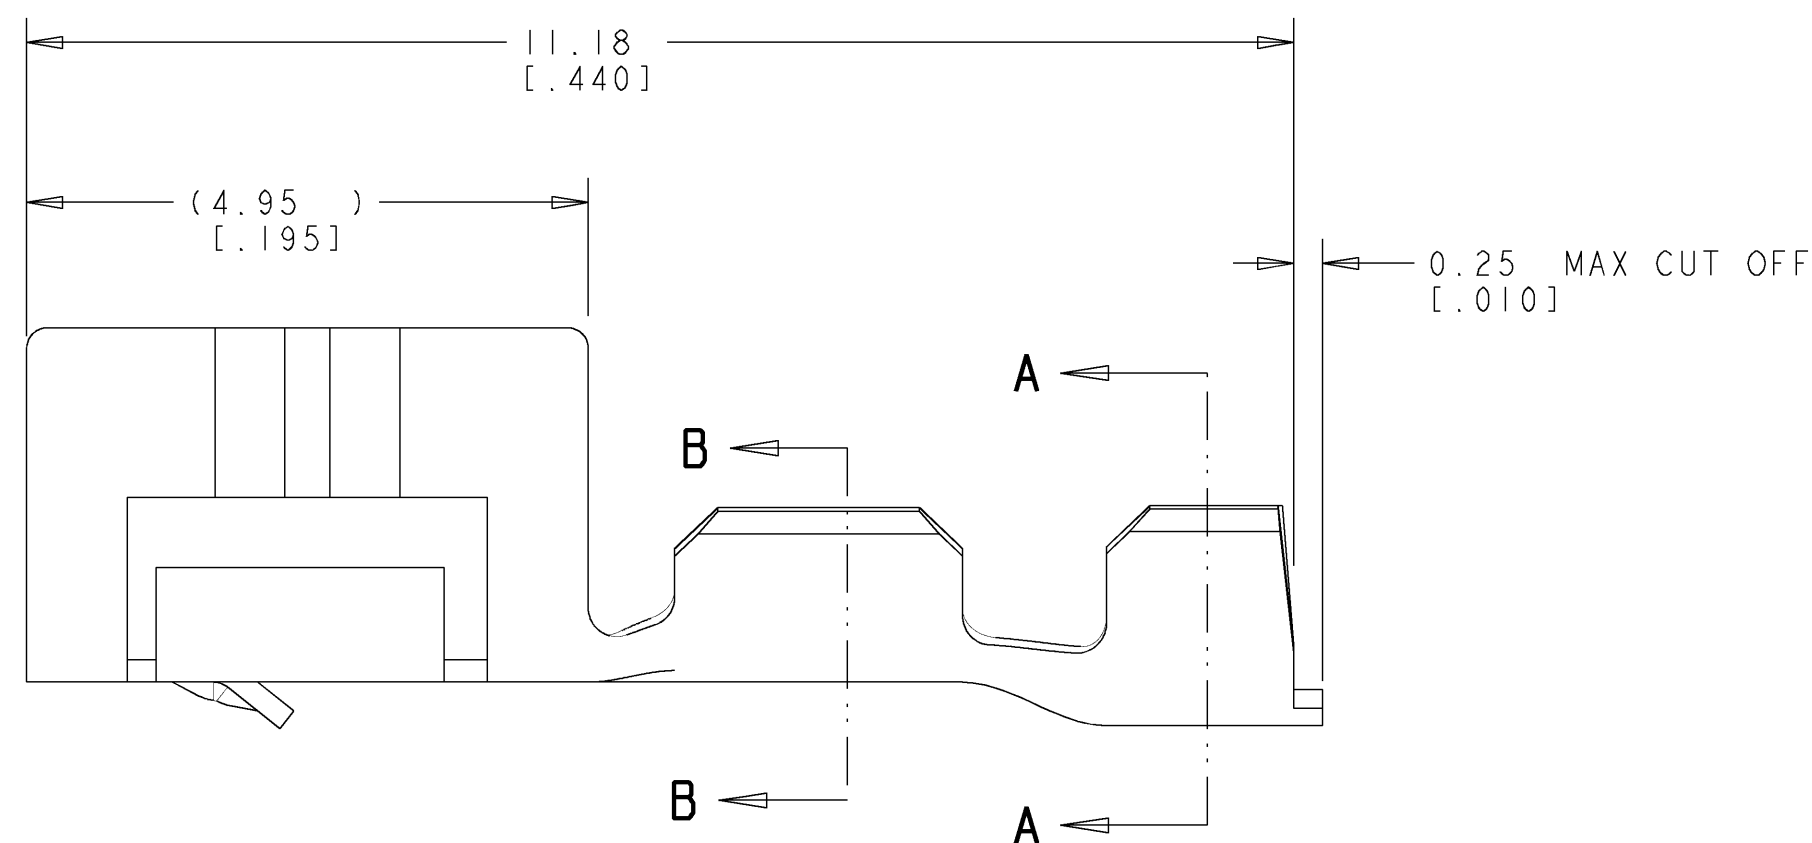 11.18
[.440]
(4.95 )
[.195]
0.25 MAX CUT OFF
[.010]
A
B
B
A